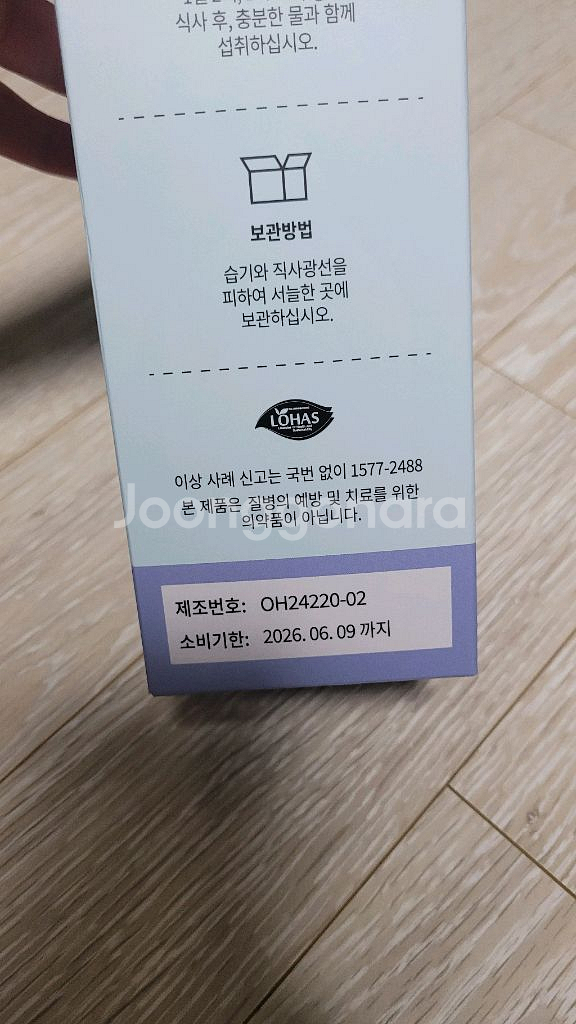 식사 후, 충분한 물과 함께
섭취하십시오.
보관방법
습기와 직사광선을
피하여 서늘한 곳에
보관하십시오.
LOHAS
이상 사례 신고는 국번 없이 1577-2488
본 제품은 질병의 예방 및 치료를 위한
의약품이 아닙니다.
Joonggonara
제조번호: OH24220-02
소비기한: 2026. 06. 09 까지